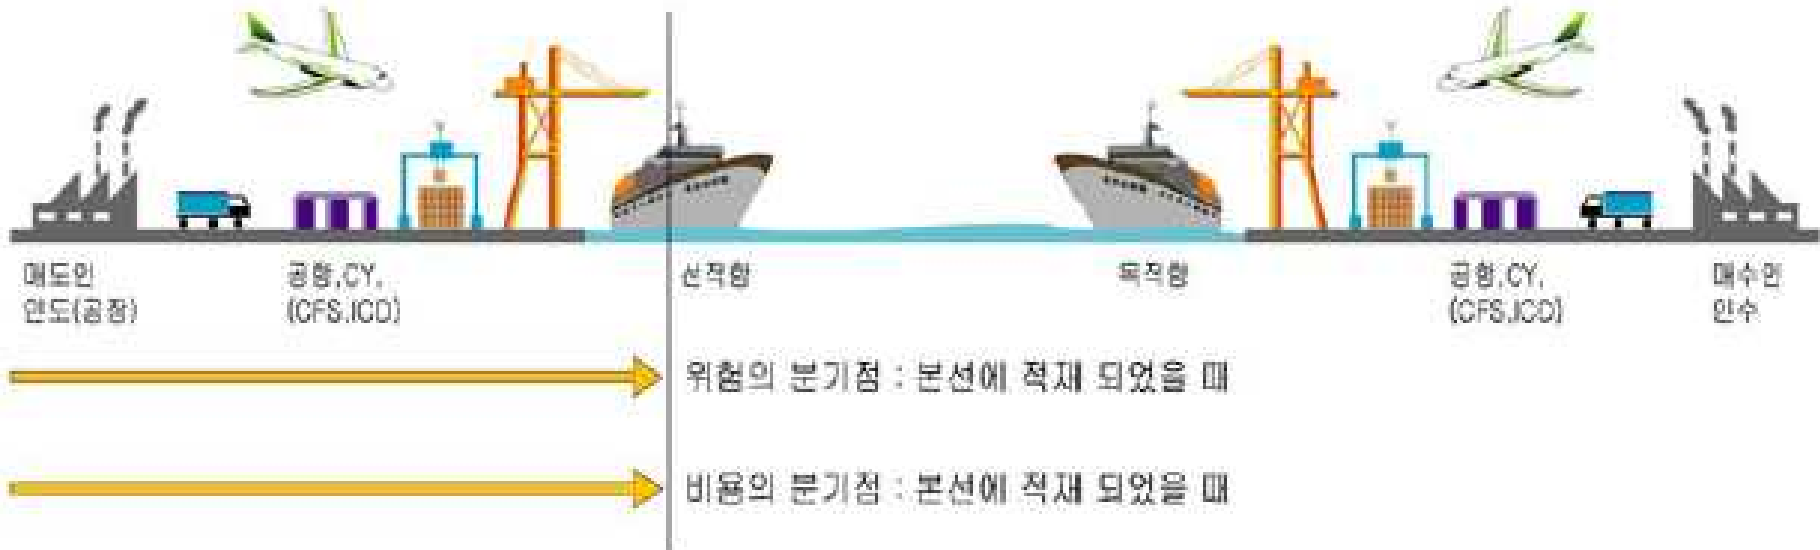 매도인
인도(공장)
공항,CY,
(CFS,ICD)
선적항
목적항
공항,CY,
(CFS,ICD)
매수인
인수
위험의 분기점 : 본선에 적재 되었을 때
비용의 분기점 : 본선에 적재 되었을 때